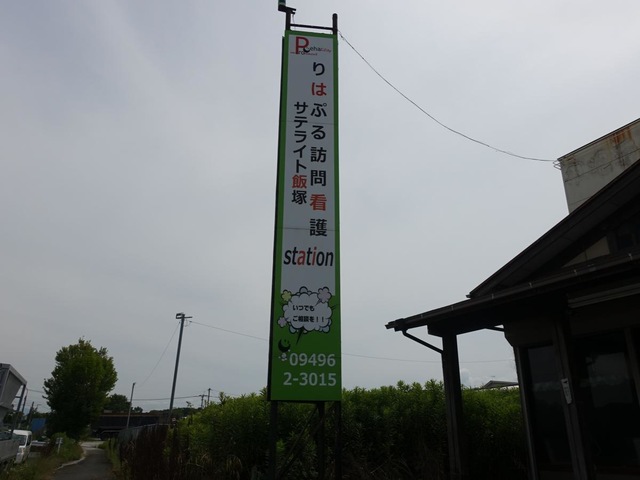 りはぷる訪問看護
サテライト飯塚
station
いつでも
ご相談を！！
09496
2-3015